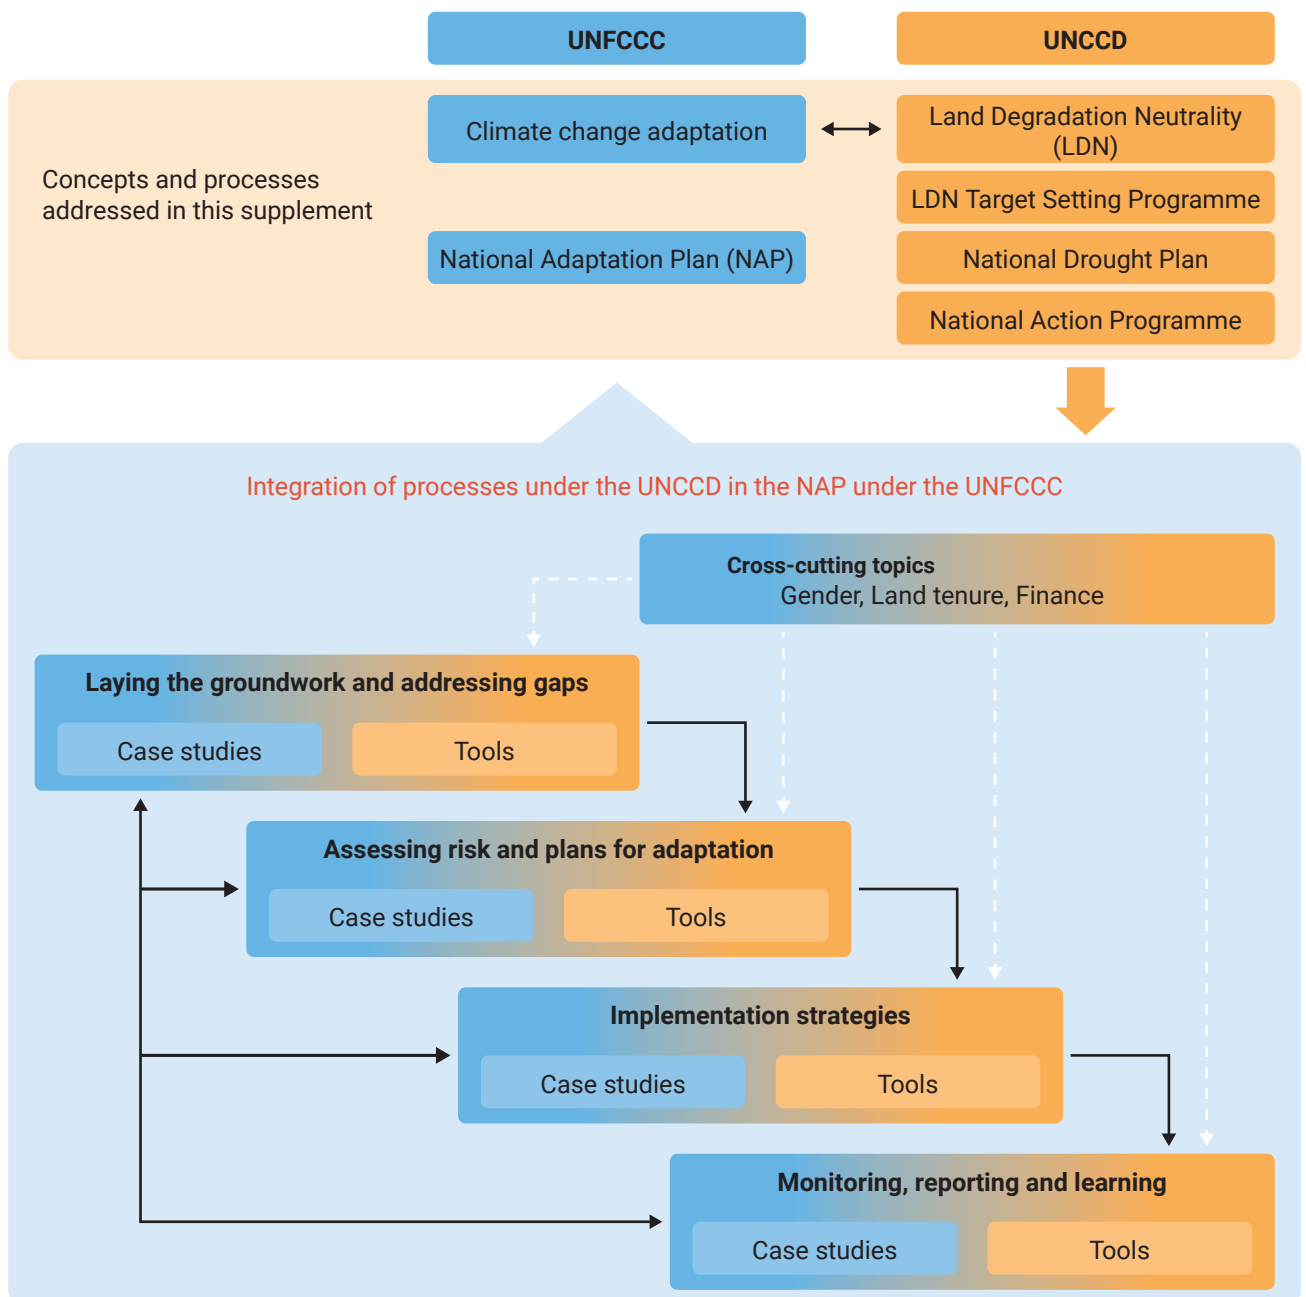 UNFCCC
UNCCD
Concepts and processes
addressed in this supplement
Climate change adaptation
Land Degradation Neutrality
(LDN)
LDN Target Setting Programme
National Adaptation Plan (NAP)
National Drought Plan
National Action Programme
Integration of processes under the UNCCD in the NAP under the UNFCCC
Cross-cutting topics
Gender, Land tenure, Finance
Laying the groundwork and addressing gaps
Case studies
Tools
Assessing risk and plans for adaptation
Case studies
Tools
Implementation strategies
Case studies
Tools
Monitoring, reporting and learning
Case studies
Tools